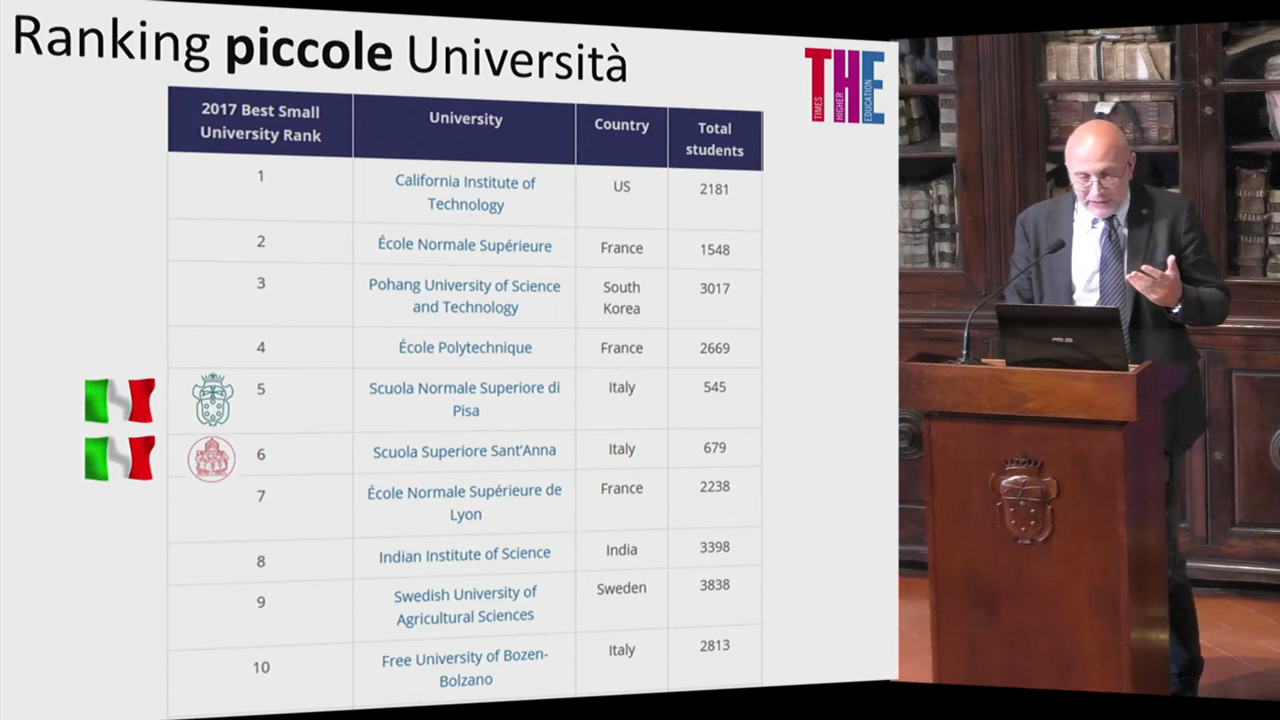 Ranking piccole Università
THE
TIMES
HIGHER
EDUCATION
2017 Best Small
University Rank
University
Country
Total
students
1
California Institute of
Technology
US
2181
2
École Normale Supérieure
France
1548
3
Pohang University of Science
and Technology
South
Korea
3017
4
École Polytechnique
France
2669
5
Scuola Normale Superiore di
Pisa
Italy
545
6
Scuola Superiore Sant'Anna
Italy
679
7
École Normale Supérieure de
Lyon
France
2238
8
Indian Institute of Science
India
3398
9
Swedish University of
Agricultural Sciences
Sweden
3838
10
Free University of Bozen-
Bolzano
Italy
2813
ASUS